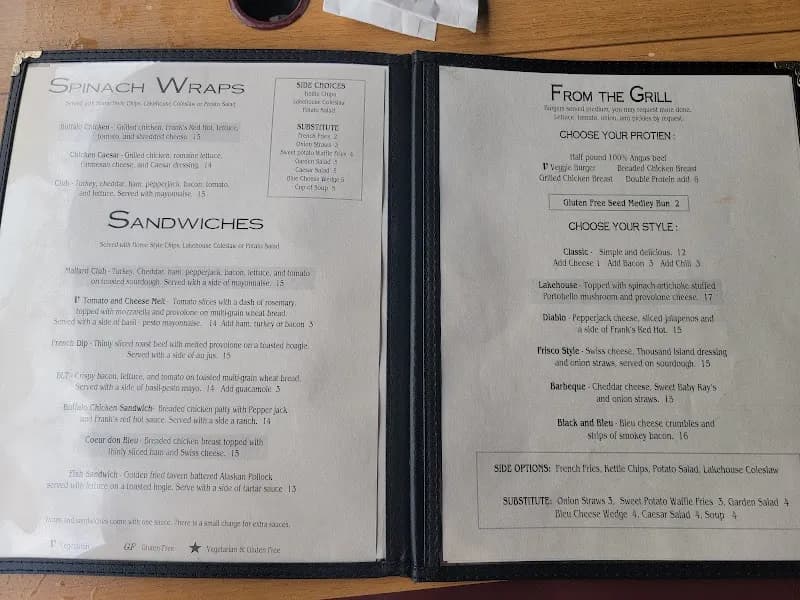 SPINACH WRAPS
Served with Home Style Chips, Lakehouse Coleslaw or Potato Salad
Buffalo Chicken - Grilled chicken, Frank's Red Hot, lettuce,
tomato, and shredded cheese 15
Chicken Caesar - Grilled chicken, romaine lettuce,
Parmesan cheese, and Caesar dressing. 14
Club - Turkey, cheddar, ham, pepperjack, bacon, tomato,
and lettuce. Served with mayonnaise. 15
SIDE CHOICES
Kettle Chips
Lakehouse Coleslaw
Potato Salad
SUBSTITUTE
French Fries 2
Onion Straws 3
Sweet potato Waffle Fries 4
Garden Salad 5
Caesar Salad 5
Blue Cheese Wedge 5
Cup of Soup 5
SANDWICHES
Served with Home Style Chips, Lakehouse Coleslaw or Potato Salad
Mallard Club - Turkey, Cheddar, ham, pepperjack, bacon, lettuce, and tomato
on toasted sourdough. Served with a side of mayonnaise. 15
V Tomato and Cheese Melt - Tomato slices with a dash of rosemary,
topped with mozzarella and provolone on multi-grain wheat bread.
Served with a side of basil - pesto mayonnaise. 14 Add ham, turkey or bacon 3
French Dip - Thinly sliced roast beef with melted provolone on a toasted hoagie.
Served with a side of au jus. 15
BLT - Crispy bacon, lettuce, and tomato on toasted multi-grain wheat bread.
Served with a side of basil-pesto mayo. 14 Add guacamole 3
Buffalo Chicken Sandwich- Breaded chicken patty with Pepper jack
and Frank's red hot sauce. Served with a side a ranch. 14
Coeur don Bleu - Breaded chicken breast topped with
thinly sliced ham and Swiss cheese. 15
Fish Sandwich - Golden fried tavern battered Alaskan Pollock
served with lettuce on a toasted hogie. Serve with a side of tartar sauce 13
Wraps and sandwiches come with one sauce. There is a small charge for extra sauces.
V Vegetarian GF Gluten Free ★ Vegetarian & Gluten Free
FROM THE GRILL
Burgers served medium, you may request more done.
Lettuce, tomato, onion, and pickles by request.
CHOOSE YOUR PROTIEN :
Half pound 100% Angus beef
V Veggie Burger Breaded Chicken Breast
Grilled Chicken Breast Double Protein add 6
Gluten Free Seed Medley Bun 2
CHOOSE YOUR STYLE :
Classic - Simple and delicious. 12
Add Cheese 1 Add Bacon 3 Add Chili 3
Lakehouse - Topped with spinach-artichoke stuffed
Portobello mushroom and provolone cheese. 17
Diablo - Pepperjack cheese, sliced jalapenos and
a side of Frank's Red Hot. 15
Frisco Style - Swiss cheese, Thousand Island dressing
and onion straws, served on sourdough. 15
Barbeque - Cheddar cheese, Sweet Baby Ray's
and onion straws. 15
Black and Bleu - Bleu cheese crumbles and
strips of smokey bacon. 16
SIDE OPTIONS: French Fries, Kettle Chips, Potato Salad, Lakehouse Coleslaw
SUBSTITUTE: Onion Straws 3, Sweet Potato Waffle Fries 3, Garden Salad 4
Bleu Cheese Wedge 4, Caesar Salad 4, Soup 4